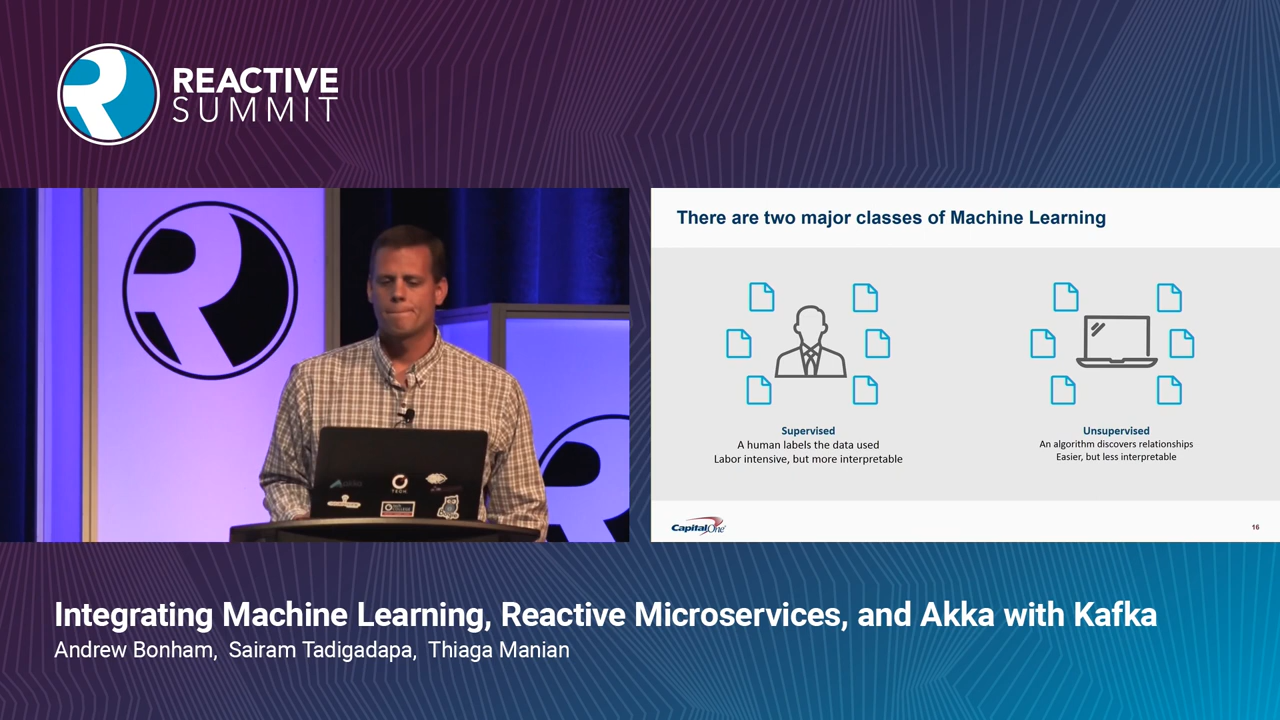 REACTIVE
SUMMIT
There are two major classes of Machine Learning
Supervised
A human labels the data used
Labor intensive, but more interpretable
Unsupervised
An algorithm discovers relationships
Easier, but less interpretable
CapitalOne
16
TECH
Integrating Machine Learning, Reactive Microservices, and Akka with Kafka
Andrew Bonham, Sairam Tadigadapa, Thiaga Manian